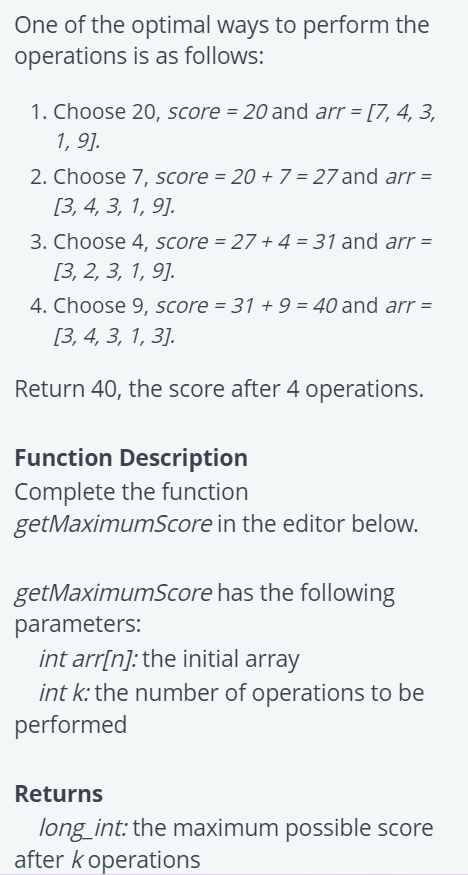 One of the optimal ways to perform the
operations is as follows:
1. Choose 20, score = 20 and arr = [7, 4, 3,
1, 9].
2. Choose 7, score = 20 + 7 = 27 and arr =
[3, 4, 3, 1, 9].
3. Choose 4, score = 27 + 4 = 31 and arr =
[3, 2, 3, 1, 9].
4. Choose 9, score = 31 + 9 = 40 and arr =
[3, 4, 3, 1, 3].
Return 40, the score after 4 operations.
Function Description
Complete the function
getMaximumScore in the editor below.
getMaximumScore has the following
parameters:
int arr[n]: the initial array
int k: the number of operations to be
performed
Returns
long_int: the maximum possible score
after k operations